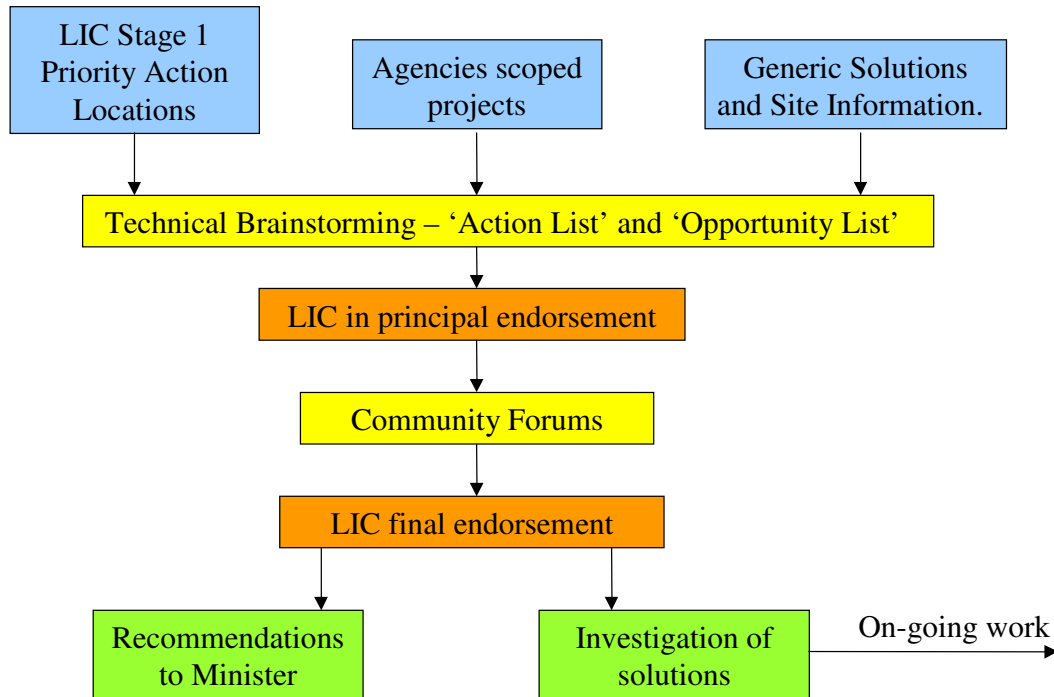 LIC Stage 1
Priority Action
Locations
Agencies scoped
projects
Generic Solutions
and Site Information.
Technical Brainstorming – ‘Action List’ and ‘Opportunity List’
LIC in principal endorsement
Community Forums
LIC final endorsement
Recommendations
to Minister
Investigation of
solutions
On-going work